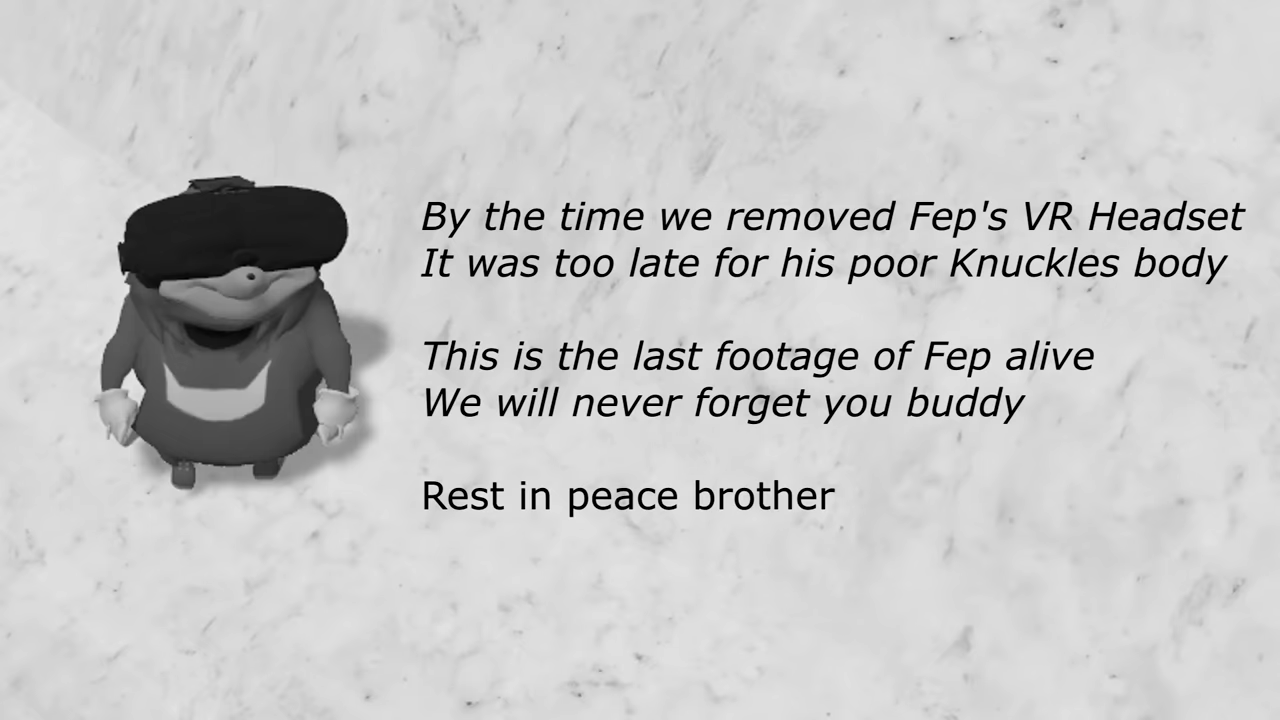 By the time we removed Fep's VR Headset
It was too late for his poor Knuckles body
This is the last footage of Fep alive
We will never forget you buddy
Rest in peace brother